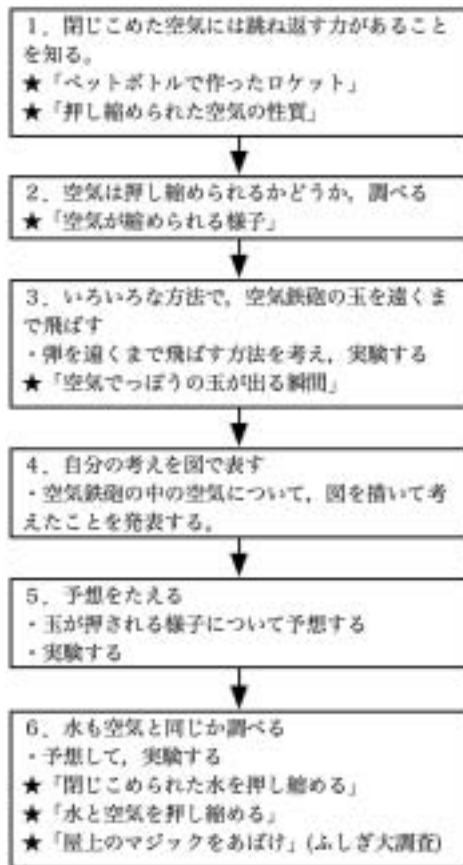 1．閉じこめた空気には跳ね返す力があること
を知る。
★「ペットボトルで作ったロケット」
★「押し縮められた空気の性質」
2．空気は押し縮められるかどうか，調べる
★「空気が縮められる様子」
3．いろいろな方法で，空気鉄砲の玉を遠くま
で飛ばす
・弾を遠くまで飛ばす方法を考え，実験する
★「空気でっぽうの玉が出る瞬間」
4．自分の考えを図で表す
・空気鉄砲の中の空気について，図を描いて考
えたことを発表する。
5．予想をたえる
・玉が押される様子について予想する
・実験する
6．水も空気と同じか調べる
・予想して，実験する
★「閉じこめられた水を押し縮める」
★「水と空気を押し縮める」
★「屋上のマジックをあばけ」(ふしぎ大調査)